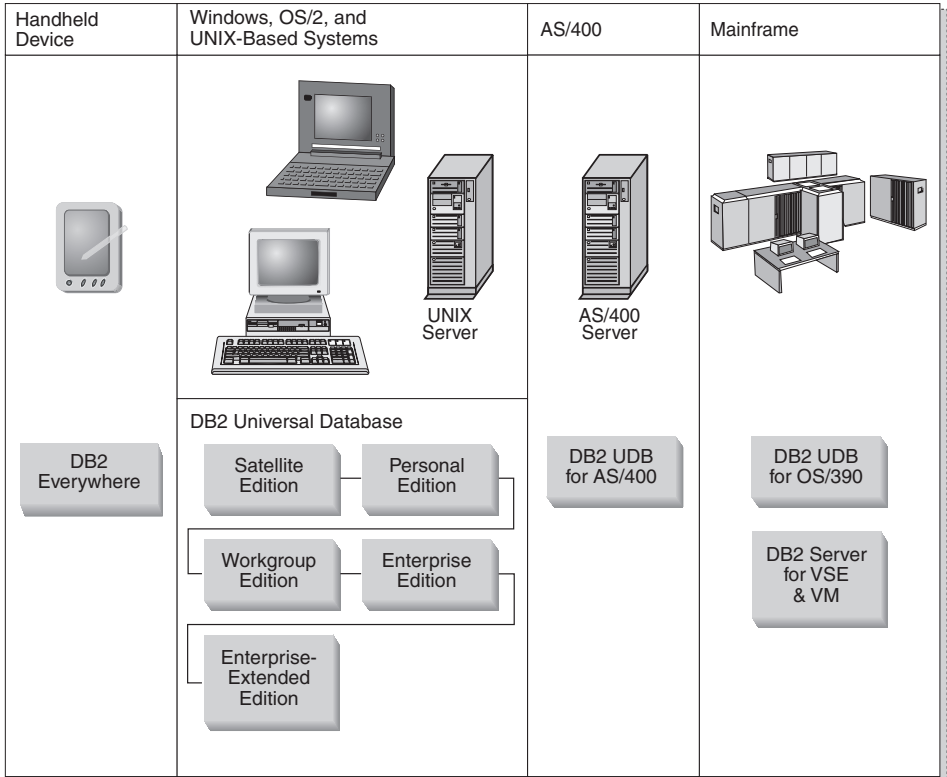 Handheld
Device
Windows, OS/2, and
UNIX-Based Systems
AS/400
Mainframe
UNIX
Server
AS/400
Server
DB2
Everywhere
DB2 Universal Database
Satellite
Edition
Personal
Edition
Workgroup
Edition
Enterprise
Edition
Enterprise-
Extended
Edition
DB2 UDB
for AS/400
DB2 UDB
for OS/390
DB2 Server
for VSE
& VM